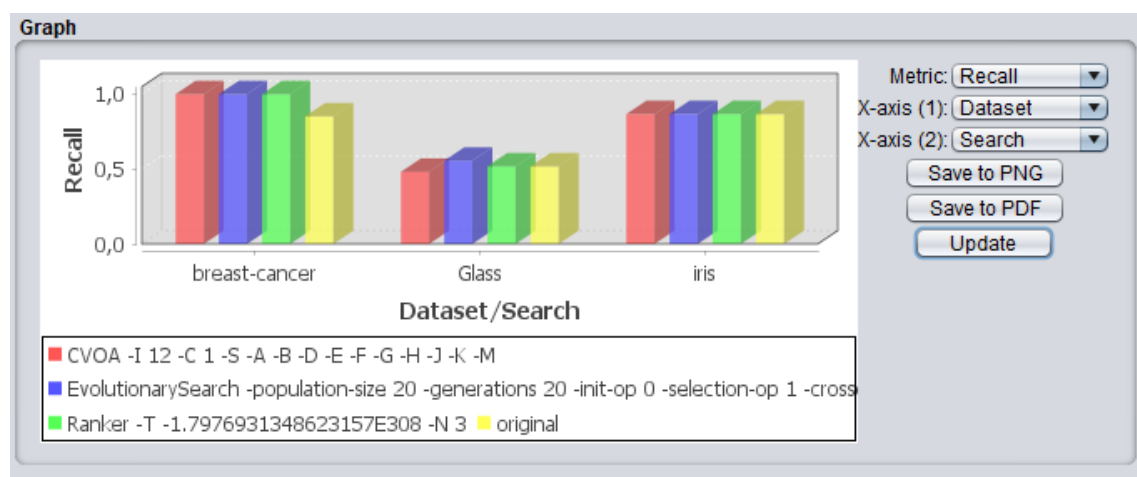 Graph
1,0
0,5
0,0
Recall
breast-cancer Glass iris
Dataset/Search
CVOA -I 12 -C 1 -S -A -B -D -E -F -G -H -J -K -M
EvolutionarySearch -population-size 20 -generations 20 -init-op 0 -selection-op 1 -cross
Ranker -T -1.7976931348623157E308 -N 3 original
Metric: Recall
X-axis (1): Dataset
X-axis (2): Search
Save to PNG
Save to PDF
Update